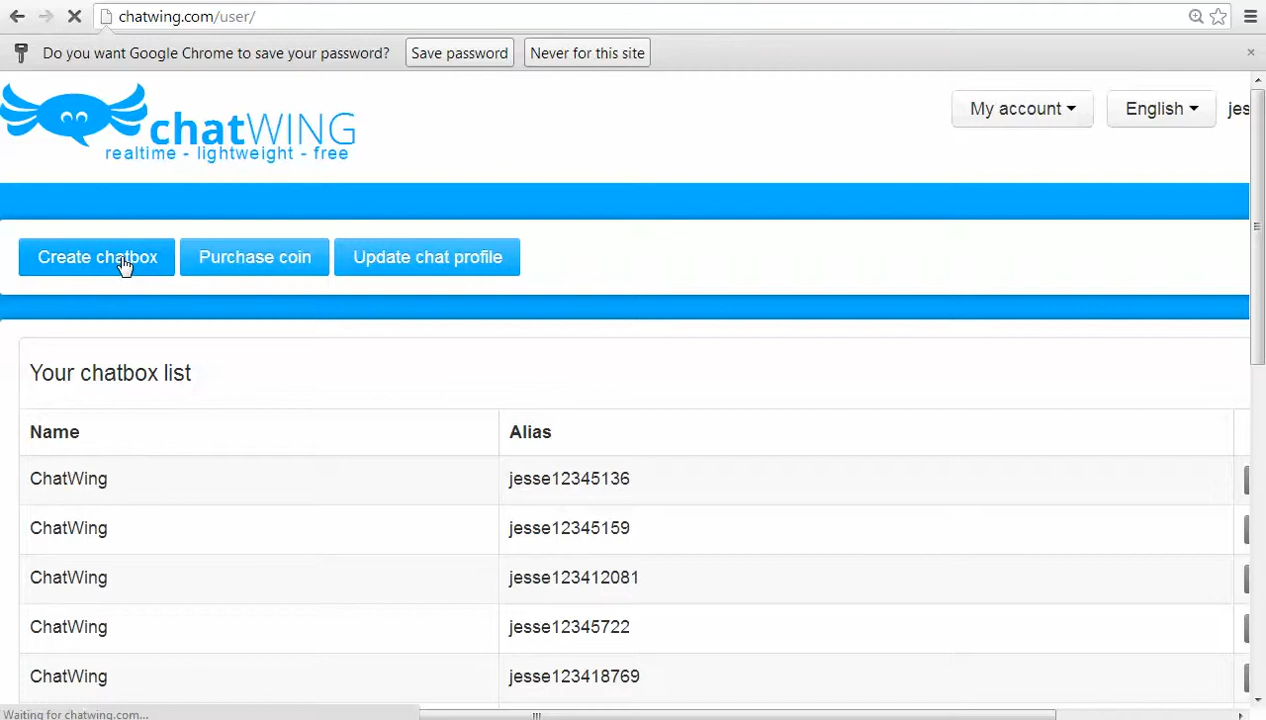 chatwing.com/user/
Do you want Google Chrome to save your password? Save password Never for this site
chatWING
realtime - lightweight - free
My account English jes
Create chatbox Purchase coin Update chat profile
Your chatbox list
Name Alias
ChatWing jesse12345136
ChatWing jesse12345159
ChatWing jesse123412081
ChatWing jesse12345722
ChatWing jesse123418769
Waiting for chatwing.com...